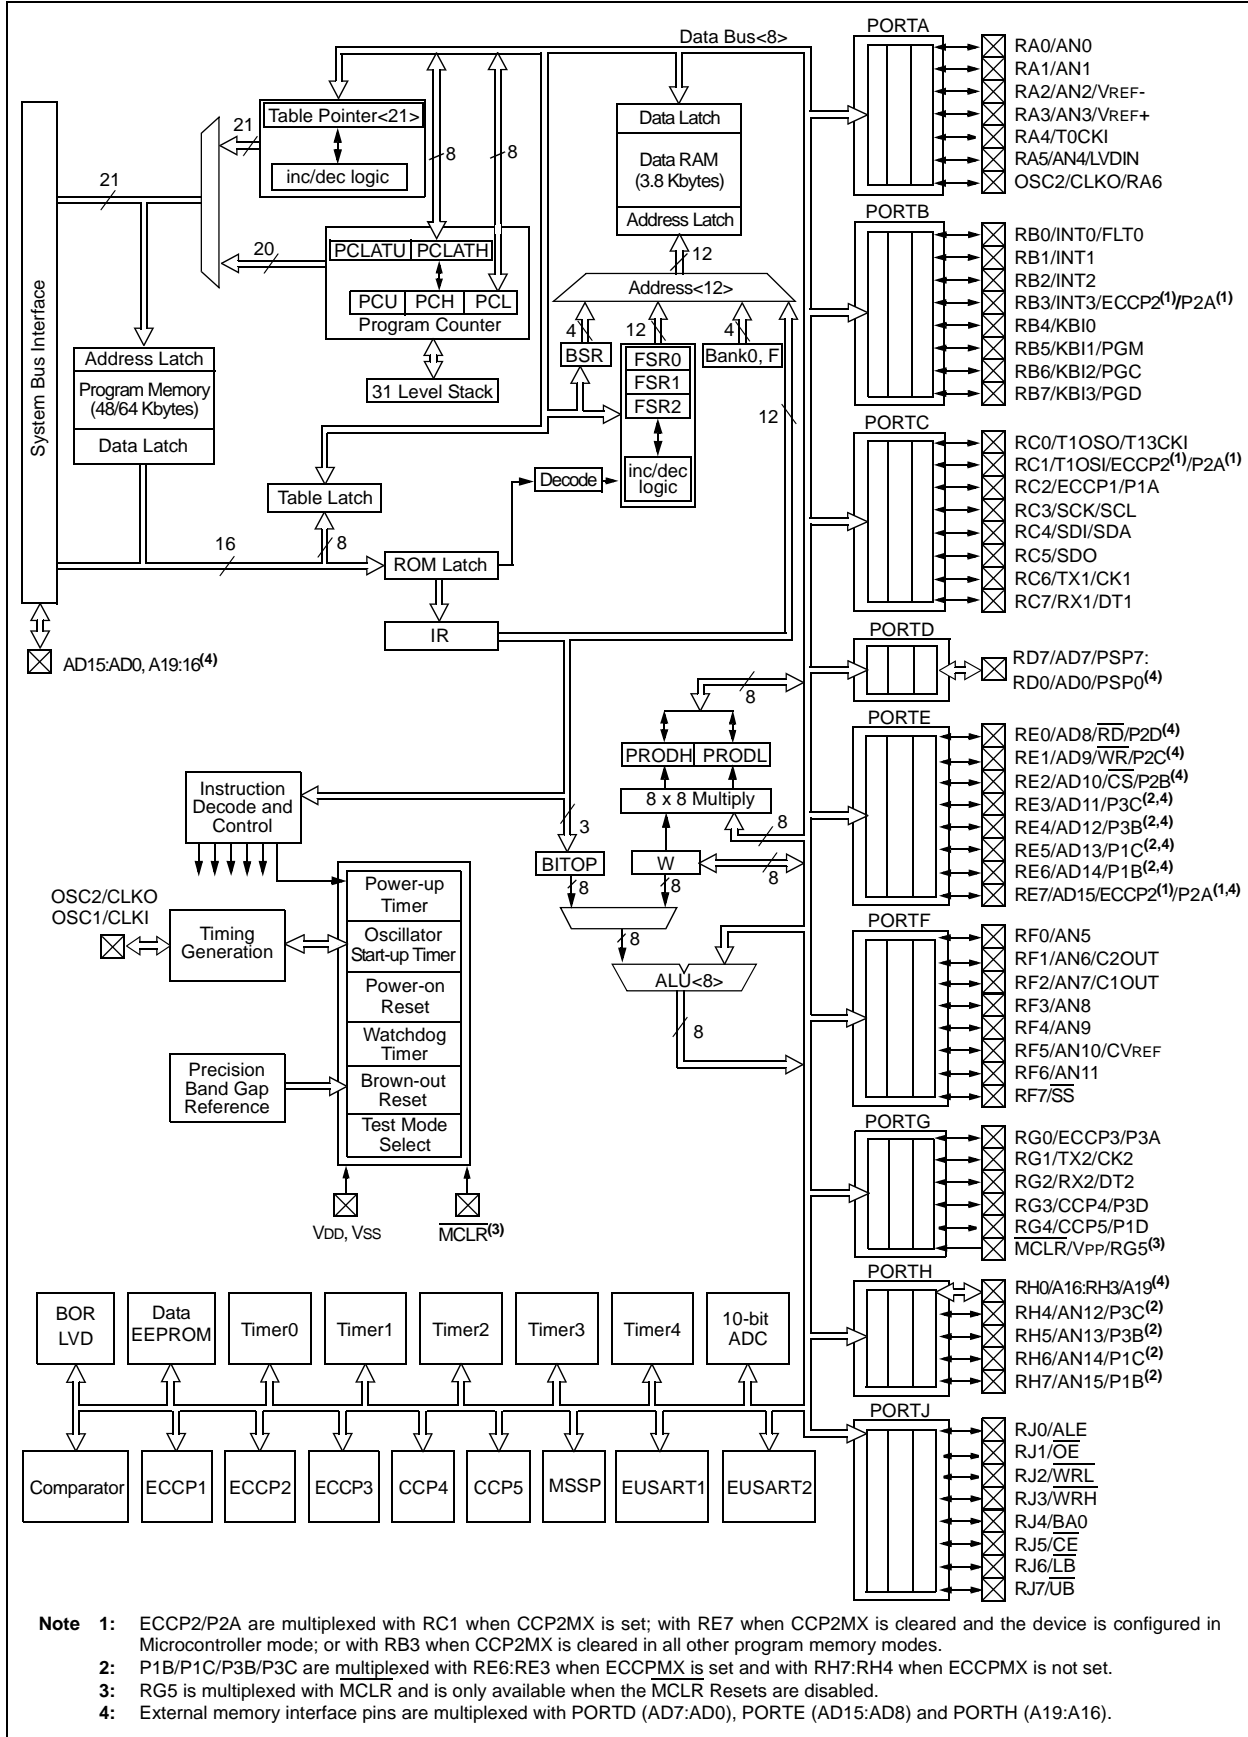 Data Bus<8>
21
Table Pointer<21>
inc/dec logic
8
8
Data Latch
Data RAM
(3.8 Kbytes)
Address Latch
21
20
PCLATU PCLATH
PCU PCH PCL
Program Counter
12
Address<12>
System Bus Interface
4
12
4
BSR
FSR0
FSR1
FSR2
Bank0, F
12
Address Latch
Program Memory
(48/64 Kbytes)
Data Latch
31 Level Stack
inc/dec
logic
Decode
Table Latch
16
8
ROM Latch
IR
AD15:AD0, A19:16(4)
8
PRODH PRODL
8 x 8 Multiply
Instruction
Decode and
Control
3
8
BITOP
W
8
8
8
8
ALU<8>
8
OSC2/CLKO
OSC1/CLKI
Timing
Generation
Power-up
Timer
Oscillator
Start-up Timer
Power-on
Reset
Watchdog
Timer
Brown-out
Reset
Test Mode
Select
Precision
Band Gap
Reference
VDD, VSS
MCLR(3)
BOR
LVD
Data
EEPROM
Timer0
Timer1
Timer2
Timer3
Timer4
10-bit
ADC
Comparator
ECCP1
ECCP2
ECCP3
CCP4
CCP5
MSSP
EUSART1
EUSART2
PORTA
RA0/AN0
RA1/AN1
RA2/AN2/VREF-
RA3/AN3/VREF+
RA4/T0CKI
RA5/AN4/LVDIN
OSC2/CLKO/RA6
PORTB
RB0/INT0/FLT0
RB1/INT1
RB2/INT2
RB3/INT3/ECCP2(1)/P2A(1)
RB4/KBI0
RB5/KBI1/PGM
RB6/KBI2/PGC
RB7/KBI3/PGD
PORTC
RC0/T1OSO/T13CKI
RC1/T1OSI/ECCP2(1)/P2A(1)
RC2/ECCP1/P1A
RC3/SCK/SCL
RC4/SDI/SDA
RC5/SDO
RC6/TX1/CK1
RC7/RX1/DT1
PORTD
RD7/AD7/PSP7:
RD0/AD0/PSP0(4)
PORTE
RE0/AD8/RD/P2D(4)
RE1/AD9/WR/P2C(4)
RE2/AD10/CS/P2B(4)
RE3/AD11/P3C(2,4)
RE4/AD12/P3B(2,4)
RE5/AD13/P1C(2,4)
RE6/AD14/P1B(2,4)
RE7/AD15/ECCP2(1)/P2A(1,4)
PORTF
RF0/AN5
RF1/AN6/C2OUT
RF2/AN7/C1OUT
RF3/AN8
RF4/AN9
RF5/AN10/CVREF
RF6/AN11
RF7/SS
PORTG
RG0/ECCP3/P3A
RG1/TX2/CK2
RG2/RX2/DT2
RG3/CCP4/P3D
RG4/CCP5/P1D
MCLR/VPP/RG5(3)
PORTH
RH0/A16:RH3/A19(4)
RH4/AN12/P3C(2)
RH5/AN13/P3B(2)
RH6/AN14/P1C(2)
RH7/AN15/P1B(2)
PORTJ
RJ0/ALE
RJ1/OE
RJ2/WRL
RJ3/WRH
RJ4/BA0
RJ5/CE
RJ6/LB
RJ7/UB
Note 1: ECCP2/P2A are multiplexed with RC1 when CCP2MX is set; with RE7 when CCP2MX is cleared and the device is configured in
Microcontroller mode; or with RB3 when CCP2MX is cleared in all other program memory modes.
2: P1B/P1C/P3B/P3C are multiplexed with RE6:RE3 when ECCPMX is set and with RH7:RH4 when ECCPMX is not set.
3: RG5 is multiplexed with MCLR and is only available when the MCLR Resets are disabled.
4: External memory interface pins are multiplexed with PORTD (AD7:AD0), PORTE (AD15:AD8) and PORTH (A19:A16).